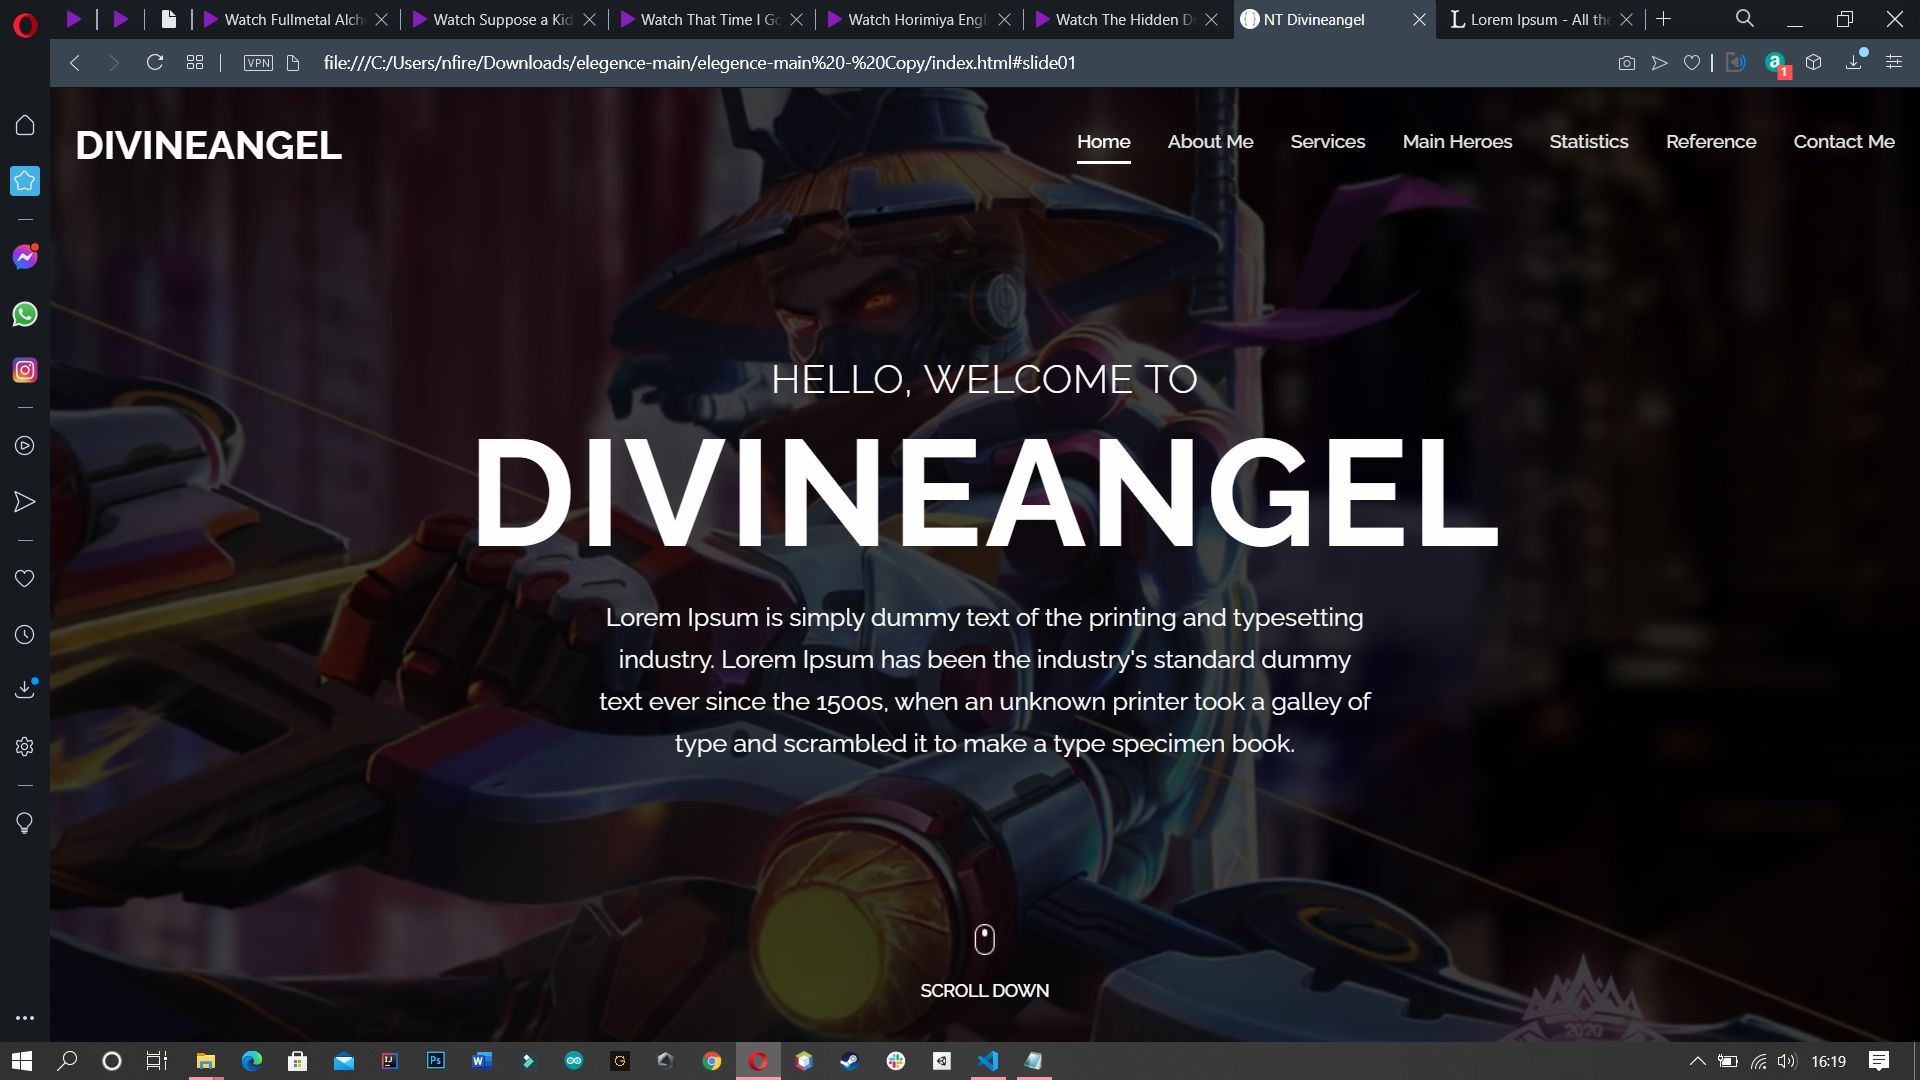 Watch Fullmetal Alch
Watch Suppose a Kid
Watch That Time I Go
Watch Horimiya Engl
Watch The Hidden Du
NT Divineangel
Lorem Ipsum - All the
VPN
file:///C:/Users/nfire/Downloads/elegence-main/elegence-main%20-%20Copy/index.html#slide01
a
1
DIVINEANGEL
Home
About Me
Services
Main Heroes
Statistics
Reference
Contact Me
HELLO, WELCOME TO
DIVINEANGEL
Lorem Ipsum is simply dummy text of the printing and typesetting
industry. Lorem Ipsum has been the industry's standard dummy
text ever since the 1500s, when an unknown printer took a galley of
type and scrambled it to make a type specimen book.
SCROLL DOWN
2020
16:19